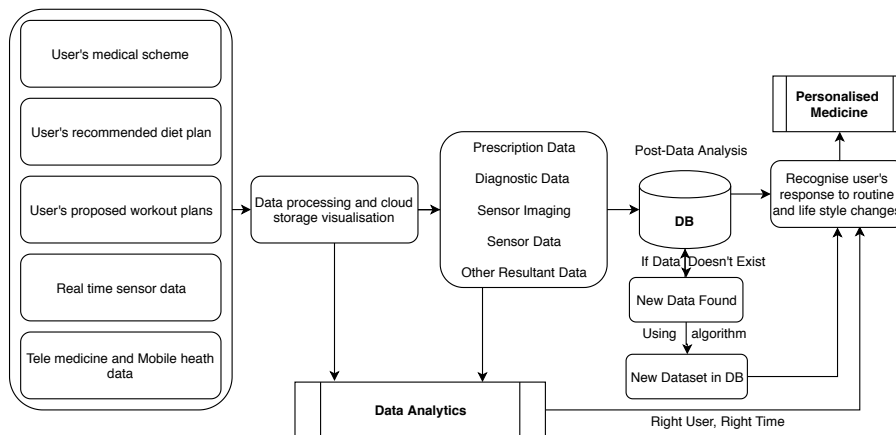 User's medical scheme
User's recommended diet plan
User's proposed workout plans
Real time sensor data
Tele medicine and Mobile heath
data
Data processing and cloud
storage visualisation
Prescription Data
Diagnostic Data
Sensor Imaging
Sensor Data
Other Resultant Data
Data Analytics
Post-Data Analysis
DB
If Data Doesn't Exist
New Data Found
Using algorithm
New Dataset in DB
Right User, Right Time
Personalised
Medicine
Recognise user's
response to routine
and life style changes